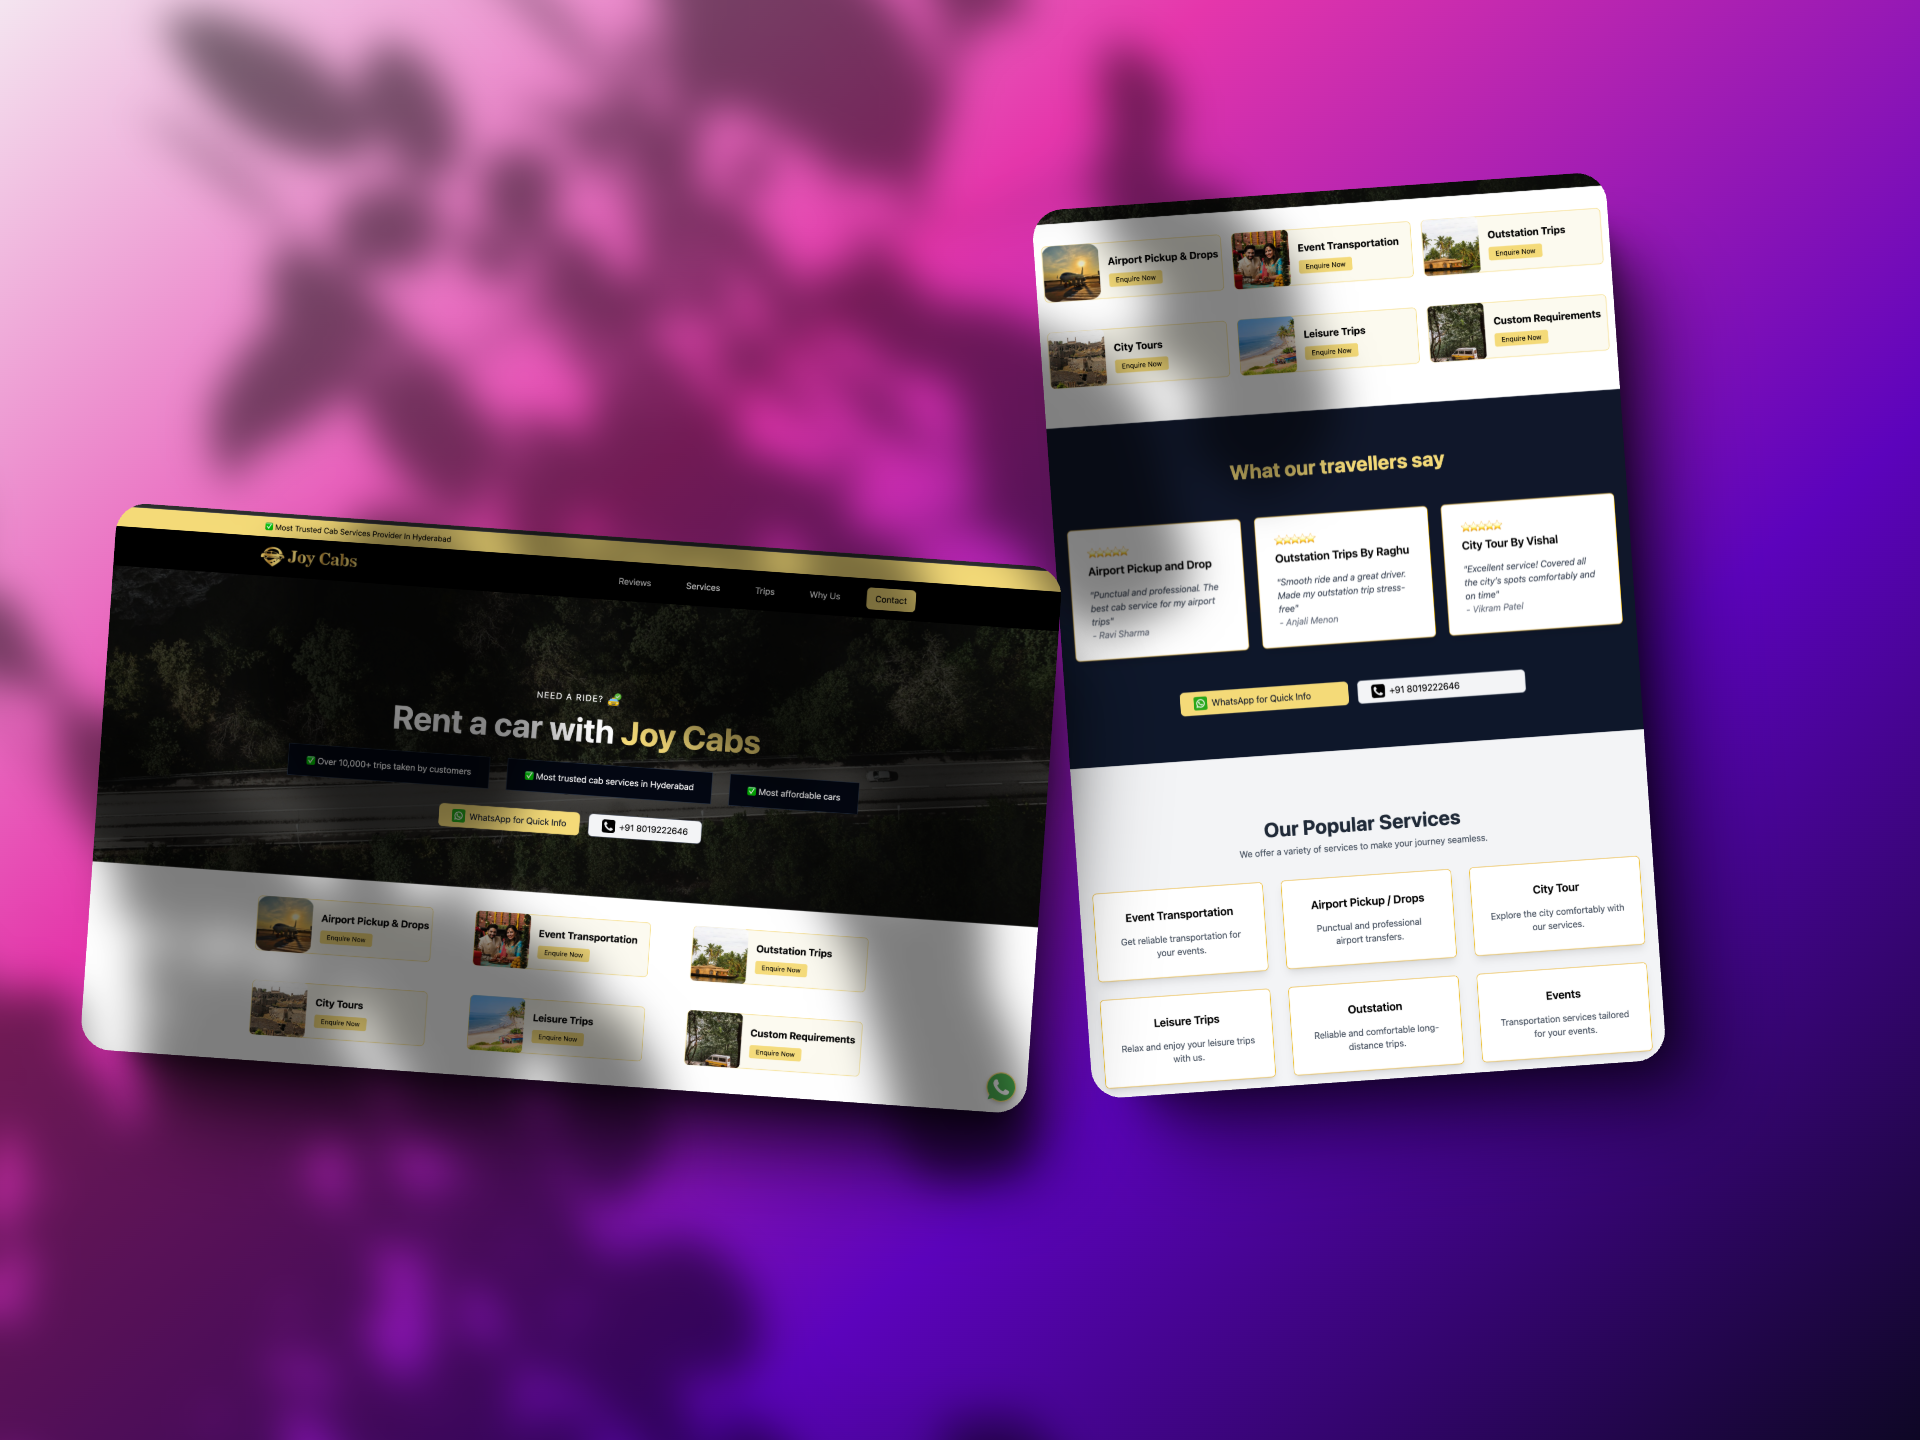 ✅ Most Trusted Cab Services Provider in Hyderabad
Joy Cabs
Reviews Services Trips Why Us Contact
NEED A RIDE?
Rent a car with Joy Cabs
✅ Over 10,000+ trips taken by customers
✅ Most trusted cab services in Hyderabad
✅ Most affordable cars
WhatsApp for Quick Info
+91 8019222646
Airport Pickup & Drops
Enquire Now
Event Transportation
Enquire Now
Outstation Trips
Enquire Now
City Tours
Enquire Now
Leisure Trips
Enquire Now
Custom Requirements
Enquire Now
Airport Pickup & Drops
Enquire Now
Event Transportation
Enquire Now
Outstation Trips
Enquire Now
City Tours
Enquire Now
Leisure Trips
Enquire Now
Custom Requirements
Enquire Now
What our travellers say
Airport Pickup and Drop
"Punctual and professional. The
best cab service for my airport
trips"
- Ravi Sharma
Outstation Trips By Raghu
"Smooth ride and a great driver.
Made my outstation trip stress-
free"
- Anjali Menon
City Tour By Vishal
"Excellent service! Covered all
the city's spots comfortably and
on time"
- Vikram Patel
WhatsApp for Quick Info
+91 8019222646
Our Popular Services
We offer a variety of services to make your journey seamless.
Event Transportation
Get reliable transportation for
your events.
Airport Pickup / Drops
Punctual and professional
airport transfers.
City Tour
Explore the city comfortably with
our services.
Leisure Trips
Relax and enjoy your leisure trips
with us.
Outstation
Reliable and comfortable long-
distance trips.
Events
Transportation services tailored
for your events.